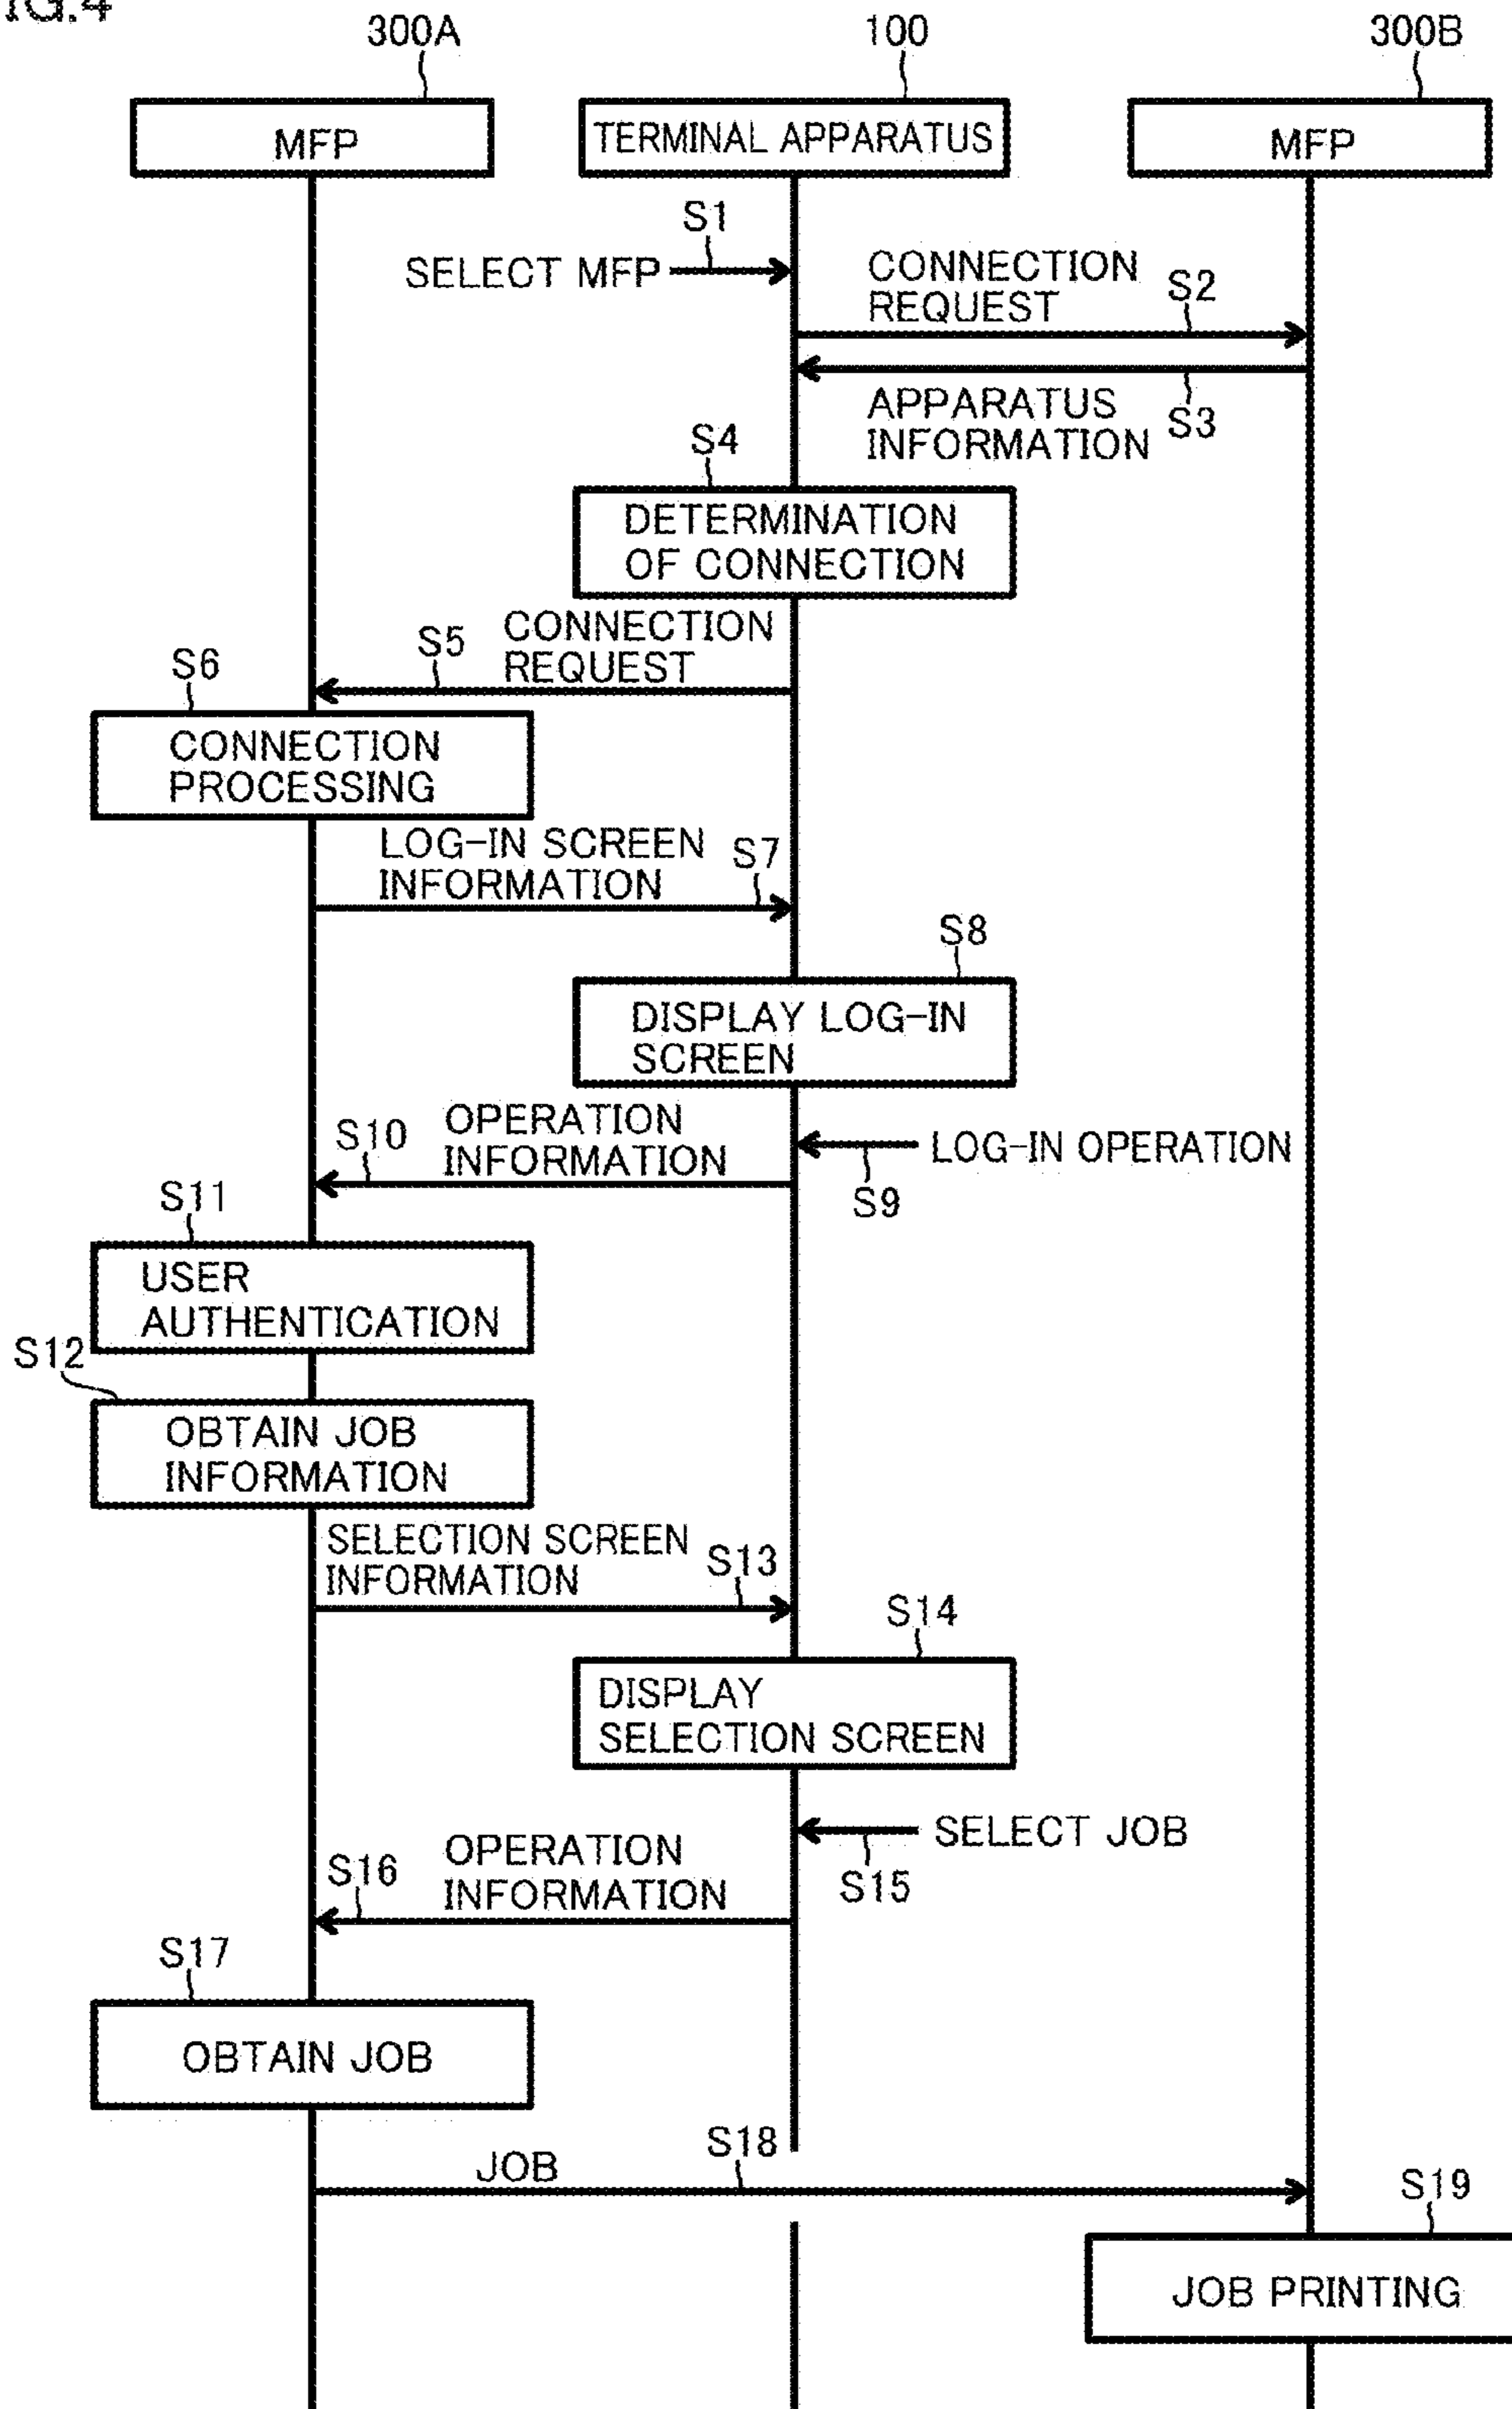 FIG.4
300A
100
300B
MFP
TERMINAL APPARATUS
MFP
S1
SELECT MFP
CONNECTION
REQUEST
S2
APPARATUS
INFORMATION
S3
S4
DETERMINATION
OF CONNECTION
CONNECTION
REQUEST
S5
S6
CONNECTION
PROCESSING
LOG-IN SCREEN
INFORMATION
S7
S8
DISPLAY LOG-IN
SCREEN
OPERATION
INFORMATION
S10
LOG-IN OPERATION
S9
S11
USER
AUTHENTICATION
S12
OBTAIN JOB
INFORMATION
SELECTION SCREEN
INFORMATION
S13
S14
DISPLAY
SELECTION SCREEN
SELECT JOB
S15
OPERATION
INFORMATION
S16
S17
OBTAIN JOB
JOB
S18
S19
JOB PRINTING